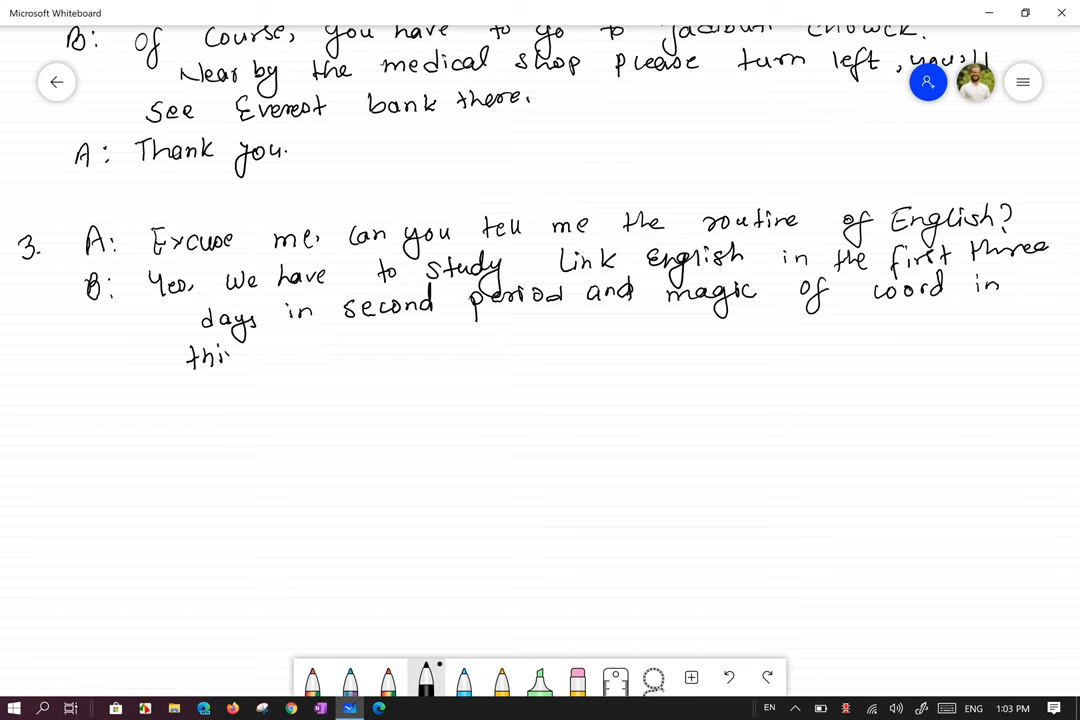 Microsoft Whiteboard
B: Of course, you have to go to
Near by the medical shop please turn left, you'll
see Everest bank there.
A: Thank you.
3. A: Excuse me, can you tell me the routine of English?
B: Yes, we have to study Link English in the first three
days in second period and magic of word in
thi
EN
ENG
1:03 PM